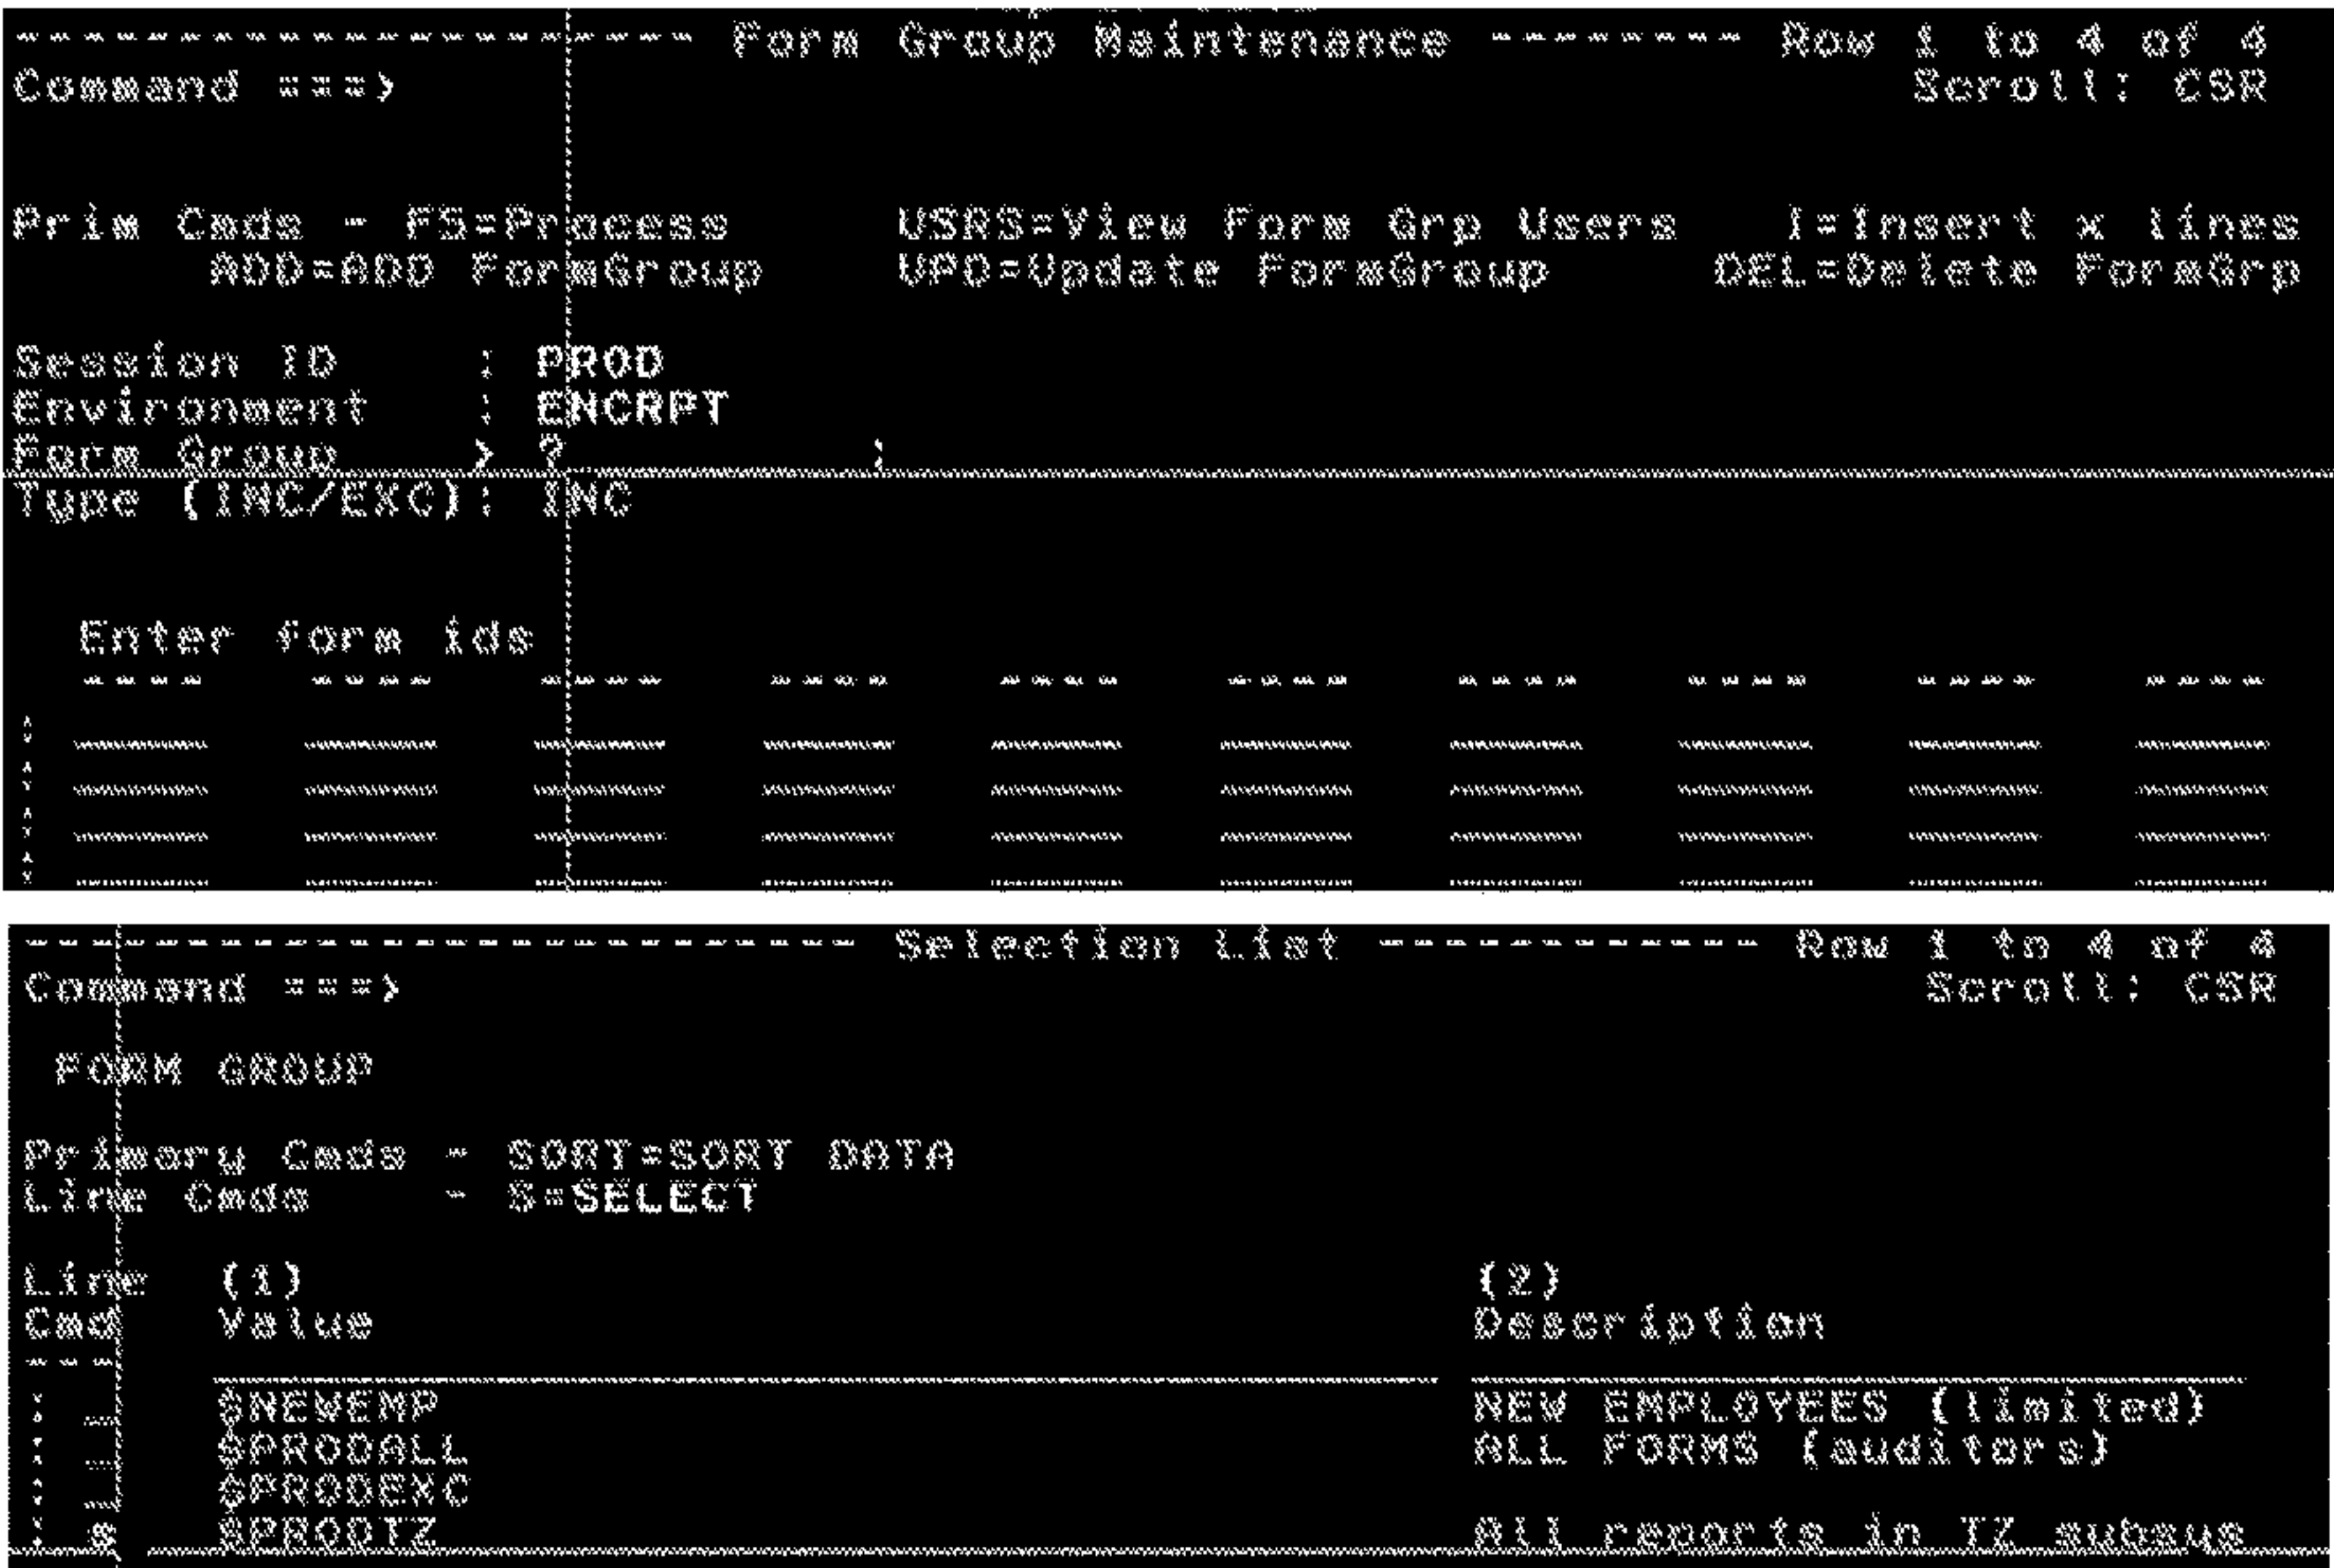 -------------------- Form Group Maintenance -------- Row 1 to 4 of 4
Command ===> Scroll: CSR
Prim Cmds - FS=Process USRS=View Form Grp Users I=Insert x lines
ADD=ADD FormGroup UPD=Update FormGroup DEL=Delete FormGrp
Session ID : PROD
Environment : ENCRPT
Form Group > ? :
Type (INC/EXC): INC
Enter form ids
---- ---- ---- ---- ---- ---- ---- ---- ---- ----
-------------------------- Selection List ------------ Row 1 to 4 of 4
Command ===> Scroll: CSR
FORM GROUP
Primary Cmds - SORT=SORT DATA
Line Cmds - S=SELECT
Line (1) (2)
Cmd Value Description
---
: _ $NEWEMP NEW EMPLOYEES (limited)
: _ $PRODALL ALL FORMS (auditors)
: _ $PRODEXC
: s $PRODTZ All reports in TZ subsys